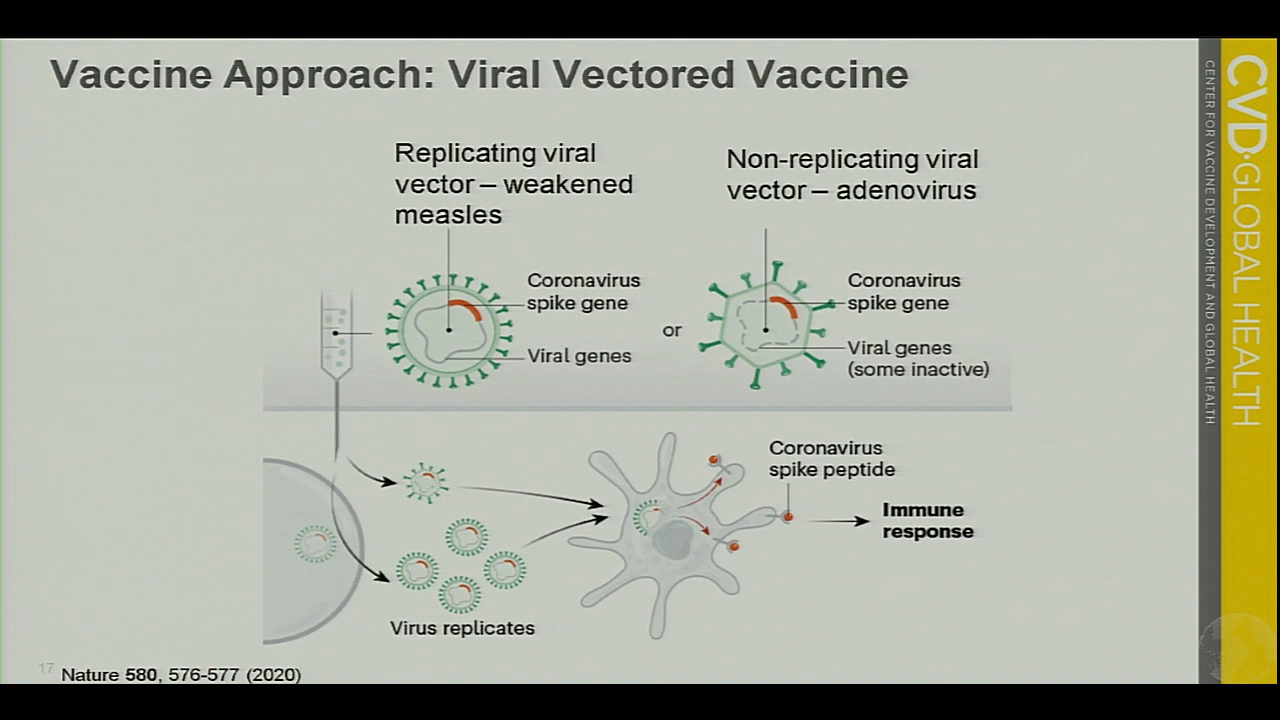 Vaccine Approach: Viral Vectored Vaccine
Replicating viral
vector – weakened
measles
Non-replicating viral
vector – adenovirus
Coronavirus
spike gene
Viral genes
or
Coronavirus
spike gene
Viral genes
(some inactive)
Coronavirus
spike peptide
Immune
response
Virus replicates
17
Nature 580, 576-577 (2020)
CVD·GLOBAL HEALTH
CENTER FOR VACCINE DEVELOPMENT AND GLOBAL HEALTH